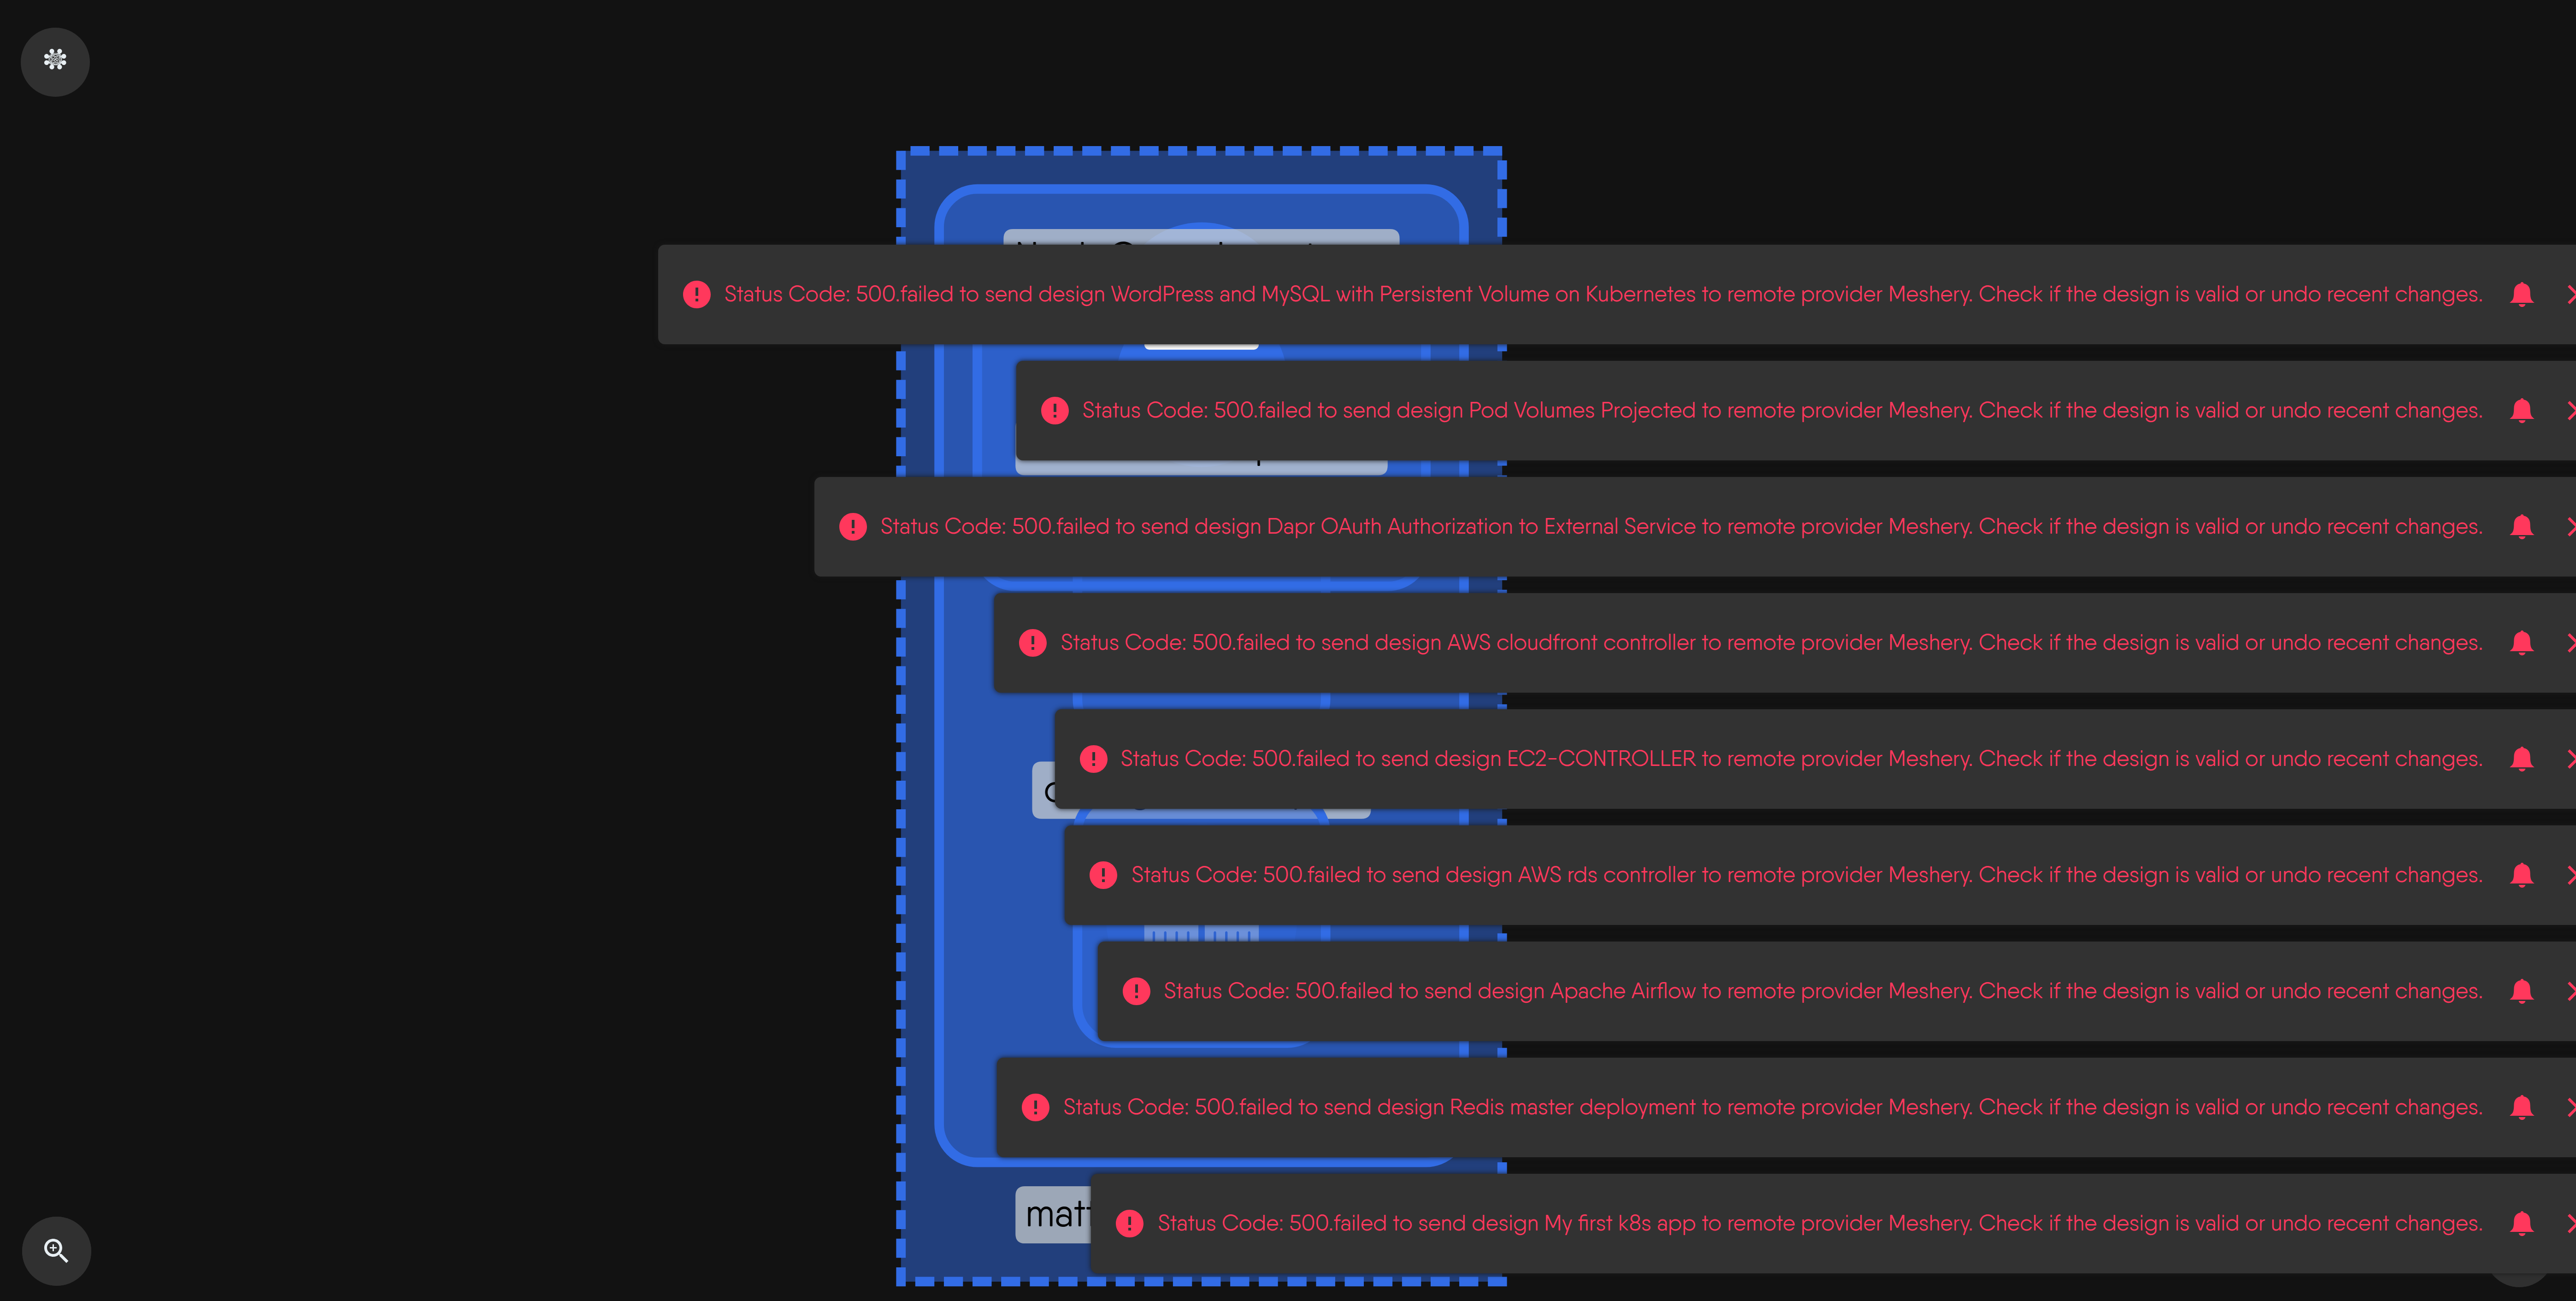 Status Code: 500.failed to send design WordPress and MySQL with Persistent Volume on Kubernetes to remote provider Meshery. Check if the design is valid or undo recent changes.
Status Code: 500.failed to send design Pod Volumes Projected to remote provider Meshery. Check if the design is valid or undo recent changes.
Status Code: 500.failed to send design Dapr OAuth Authorization to External Service to remote provider Meshery. Check if the design is valid or undo recent changes.
Status Code: 500.failed to send design AWS cloudfront controller to remote provider Meshery. Check if the design is valid or undo recent changes.
Status Code: 500.failed to send design EC2-CONTROLLER to remote provider Meshery. Check if the design is valid or undo recent changes.
Status Code: 500.failed to send design AWS rds controller to remote provider Meshery. Check if the design is valid or undo recent changes.
Status Code: 500.failed to send design Apache Airflow to remote provider Meshery. Check if the design is valid or undo recent changes.
Status Code: 500.failed to send design Redis master deployment to remote provider Meshery. Check if the design is valid or undo recent changes.
Status Code: 500.failed to send design My first k8s app to remote provider Meshery. Check if the design is valid or undo recent changes.